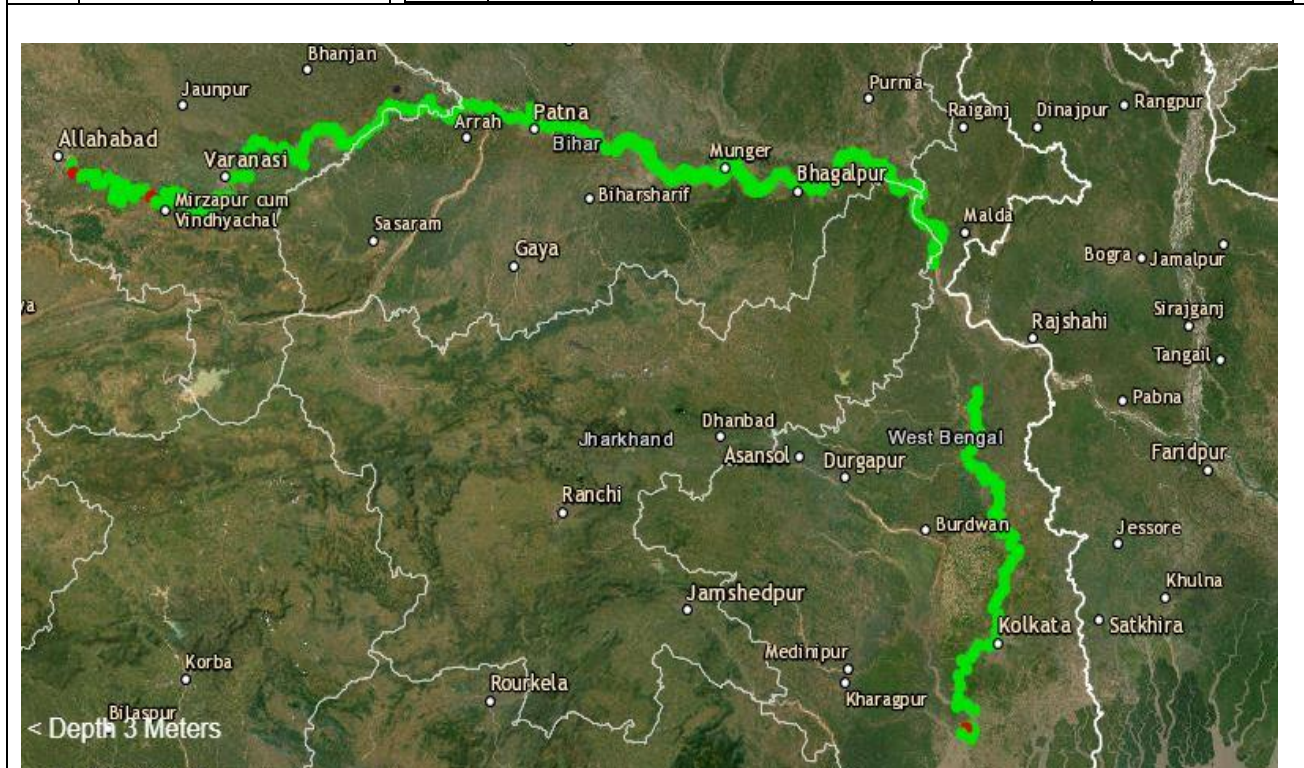 Bhanjan
Jaunpur
Purnia
Raiganj
Dinajpur
Rangpur
Allahabad
Arrah
Patna
Bihar
Varanasi
Munger
Bhagalpur
Mirzapur cum
Vindhyachal
Biharsharif
Sasaram
Gaya
Malda
Bogra
Jamalpur
ya
Sirajganj
Rajshahi
Tangail
Pabna
Dhanbad
Jharkhand
Asansol
Durgapur
West Bengal
Faridpur
Ranchi
Burdwan
Jessore
Khulna
Jamshedpur
Kolkata
Satkhira
Medinipur
Korba
Rourkela
Kharagpur
Bilaspur
< Depth 3 Meters